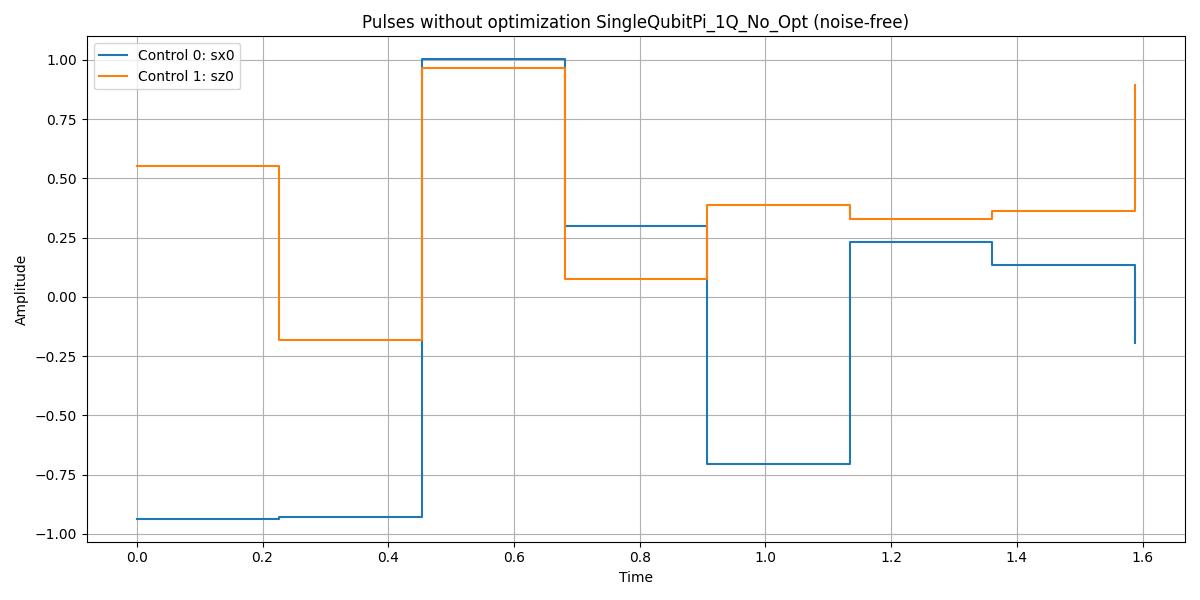 Pulses without optimization SingleQubitPi_1Q_No_Opt (noise-free)
Control 0: sx0
Control 1: sz0
Amplitude
1.00
0.75
0.50
0.25
0.00
−0.25
−0.50
−0.75
−1.00
0.0 0.2 0.4 0.6 0.8 1.0 1.2 1.4 1.6
Time